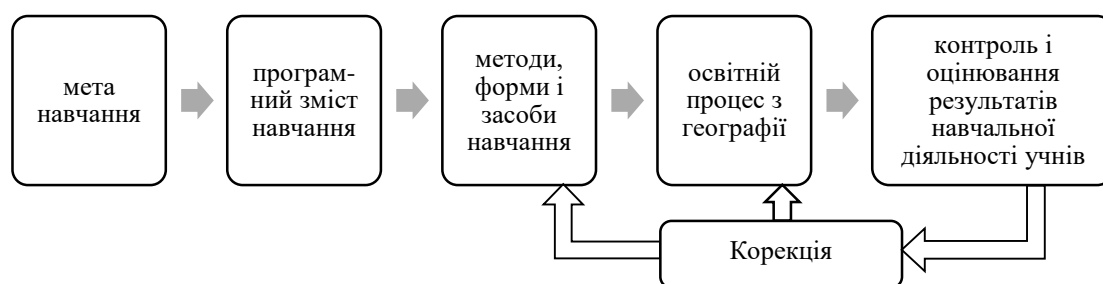 мета
навчання
програм-
ний зміст
навчання
методи,
форми і
засоби
навчання
освітній
процес з
географії
контроль і
оцінювання
результатів
навчальної
діяльності учнів
Корекція